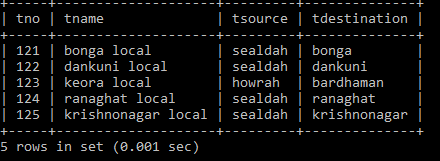 +-----+--------------------+---------+--------------+
| tno | tname              | tsource | tdestination |
+-----+--------------------+---------+--------------+
| 121 | bonga local        | sealdah | bonga        |
| 122 | dankuni local      | sealdah | dankuni      |
| 123 | keora local        | howrah  | bardhaman    |
| 124 | ranaghat local     | sealdah | ranaghat     |
| 125 | krishnonagar local | sealdah | krishnonagar |
+-----+--------------------+---------+--------------+
5 rows in set (0.001 sec)